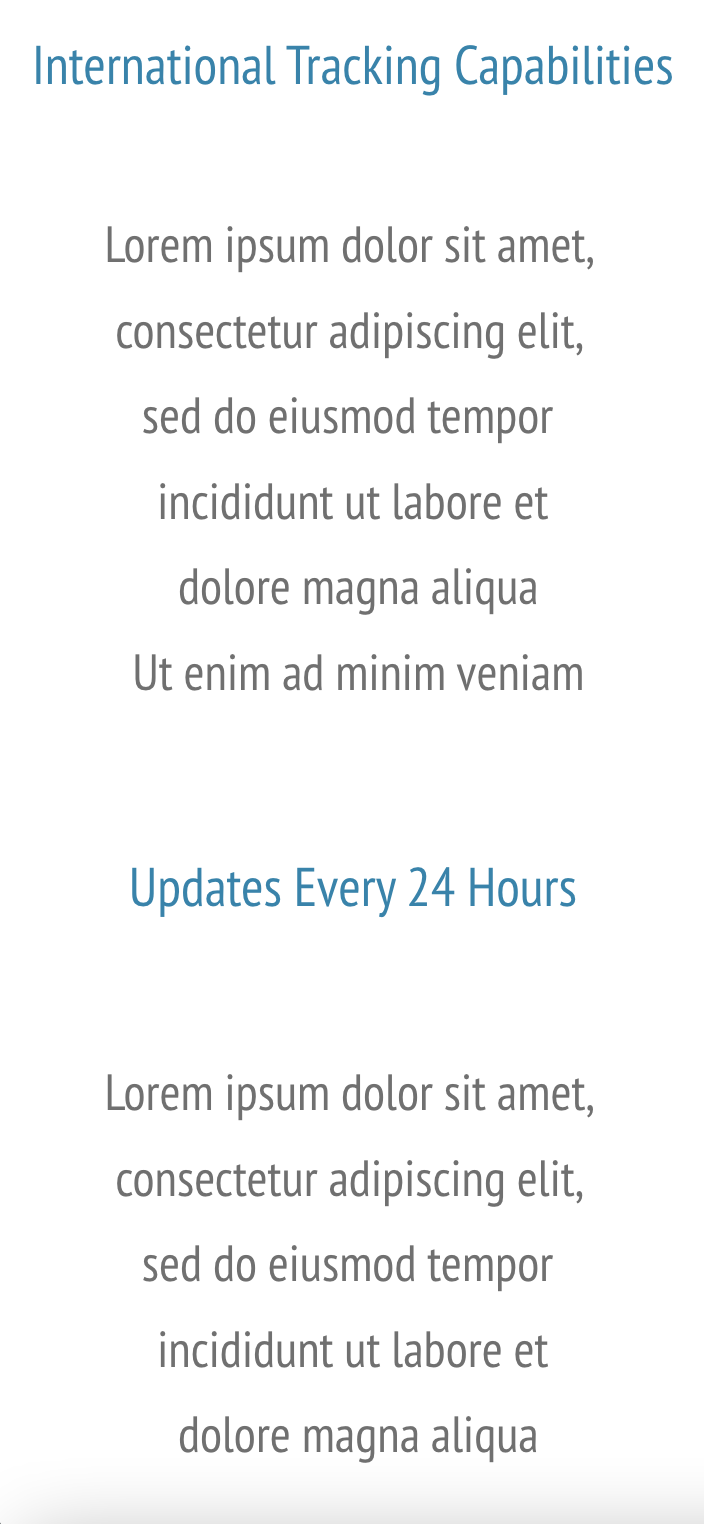 International Tracking Capabilities
Lorem ipsum dolor sit amet,
consectetur adipiscing elit,
sed do eiusmod tempor
incididunt ut labore et
dolore magna aliqua
Ut enim ad minim veniam
Updates Every 24 Hours
Lorem ipsum dolor sit amet,
consectetur adipiscing elit,
sed do eiusmod tempor
incididunt ut labore et
dolore magna aliqua